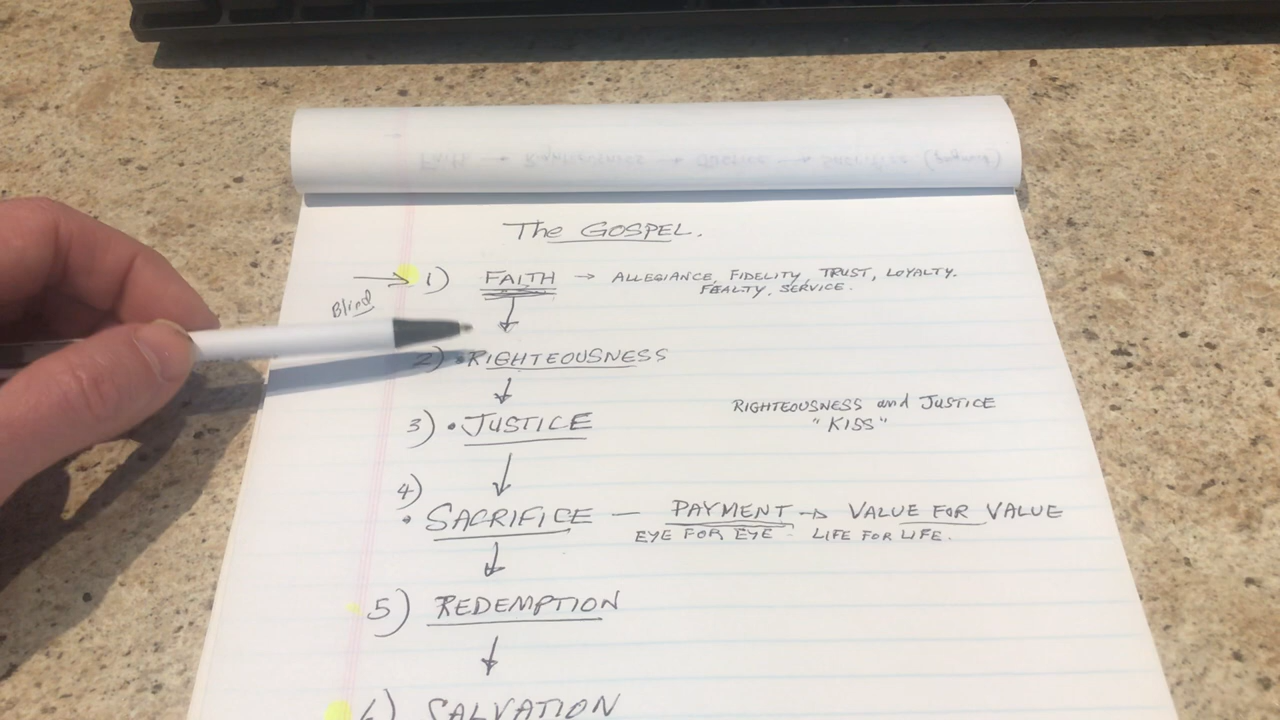 The GOSPEL.
1) FAITH → ALLEGIANCE, FIDELITY, TRUST, LOYALTY.
FEALTY, SERVICE.
Blind
2) • RIGHTEOUSNESS
3) • JUSTICE
RIGHTEOUSNESS and JUSTICE
"KISS"
4)
• SACRIFICE — PAYMENT → VALUE FOR VALUE
EYE FOR EYE - LIFE FOR LIFE.
5) REDEMPTION
6) SALVATION